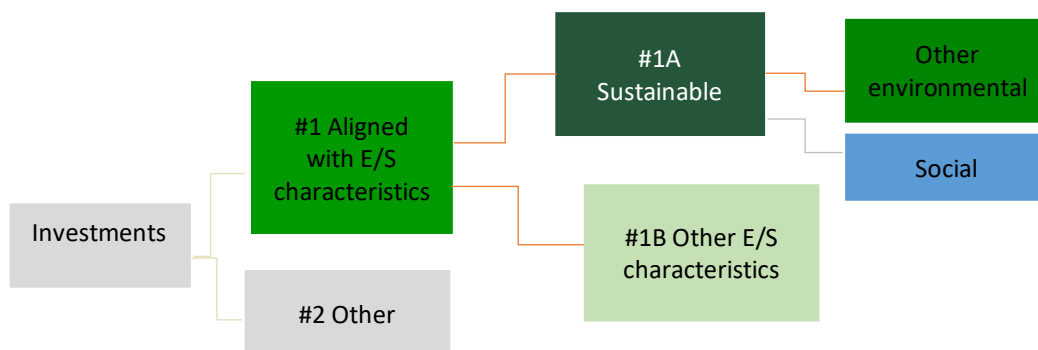 Investments
#1 Aligned
with E/S
characteristics
#2 Other
#1A
Sustainable
#1B Other E/S
characteristics
Other
environmental
Social